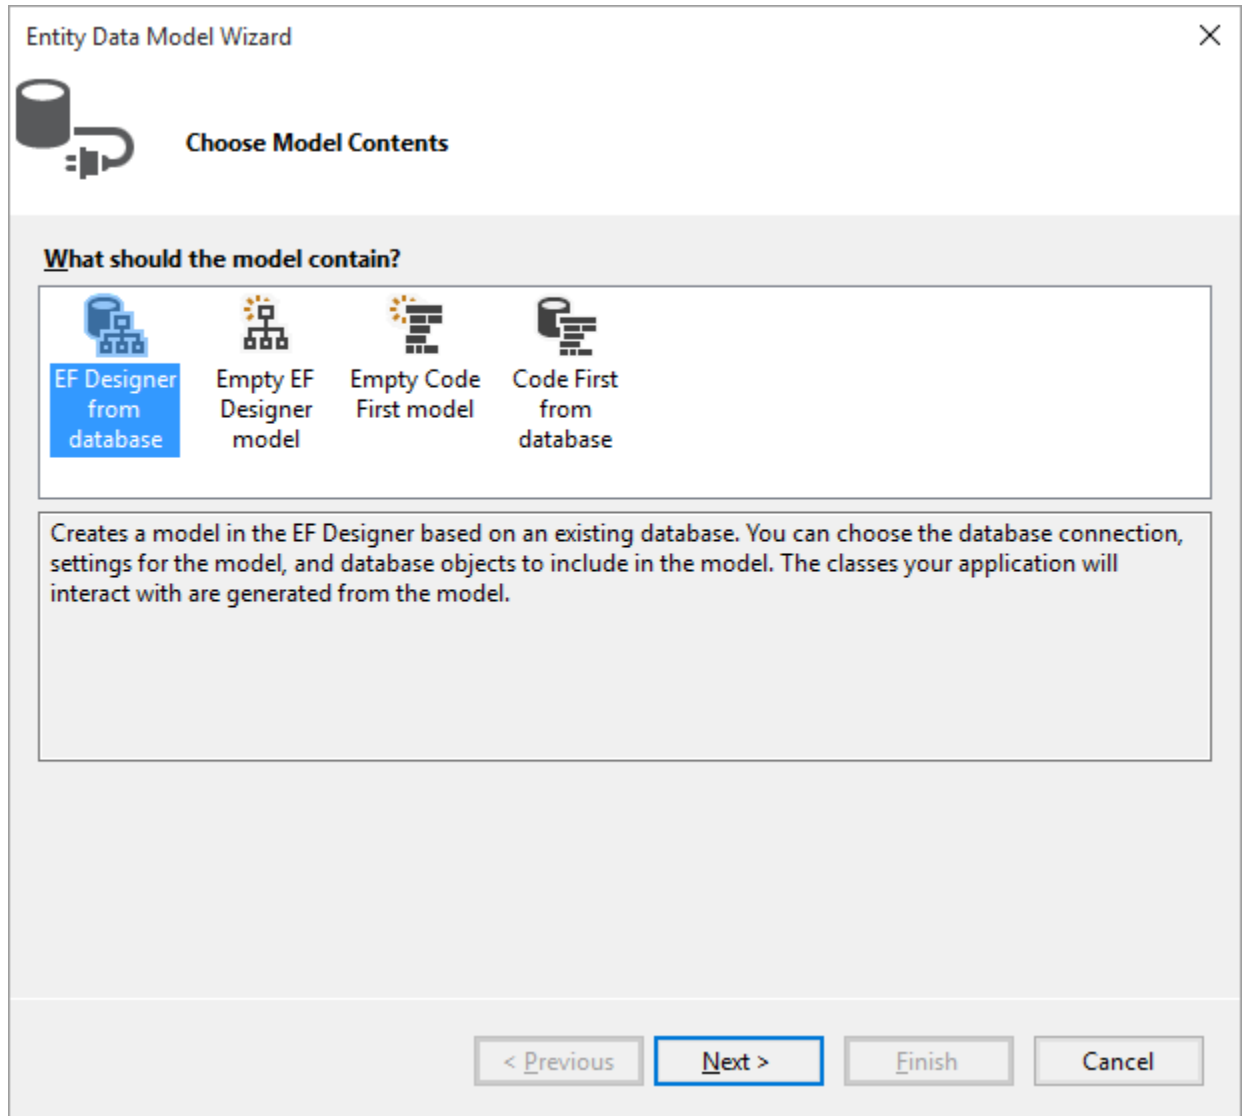 Entity Data Model Wizard
Choose Model Contents
What should the model contain?
EF Designer
from
database
Empty EF
Designer
model
Empty Code
First model
Code First
from
database
Creates a model in the EF Designer based on an existing database. You can choose the database connection,
settings for the model, and database objects to include in the model. The classes your application will
interact with are generated from the model.
< Previous
Next >
Finish
Cancel